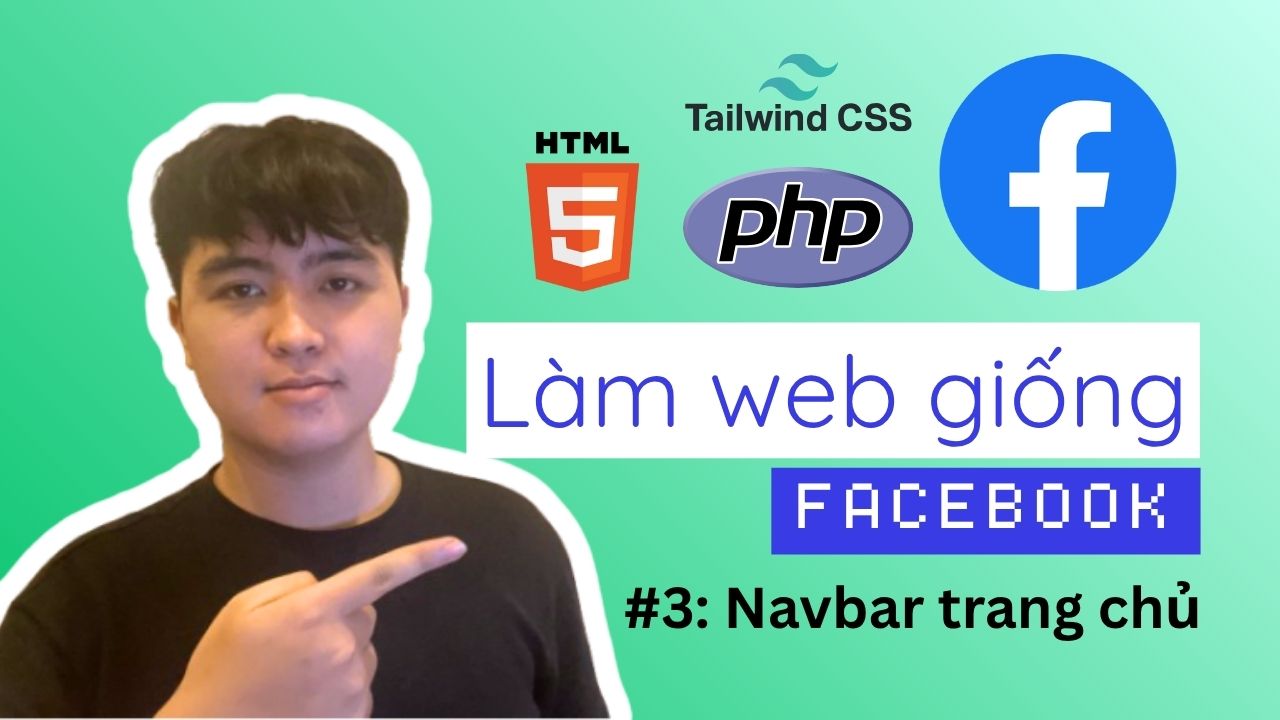 Tailwind CSS
HTML
5
php
f
Làm web giống
FACEBOOK
#3: Navbar trang chủ